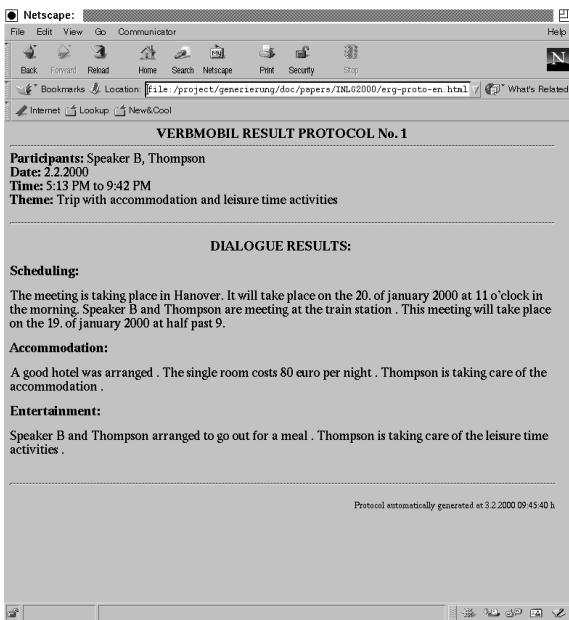 Netscape:
File Edit View Go Communicator Help
Back Forward Reload Home Search Netscape Print Security Stop
Bookmarks Location: file:/project/generierung/doc/papers/INLG2000/erg-proto-en.html What's Related
Internet Lookup New&Cool
VERBMOBIL RESULT PROTOCOL No. 1
Participants: Speaker B, Thompson
Date: 2.2.2000
Time: 5:13 PM to 9:42 PM
Theme: Trip with accommodation and leisure time activities
DIALOGUE RESULTS:
Scheduling:
The meeting is taking place in Hanover. It will take place on the 20. of january 2000 at 11 o'clock in
the morning. Speaker B and Thompson are meeting at the train station . This meeting will take place
on the 19. of january 2000 at half past 9.
Accommodation:
A good hotel was arranged . The single room costs 80 euro per night . Thompson is taking care of the
accommodation .
Entertainment:
Speaker B and Thompson arranged to go out for a meal . Thompson is taking care of the leisure time
activities .
Protocol automatically generated at 3.2.2000 09:45:40 h